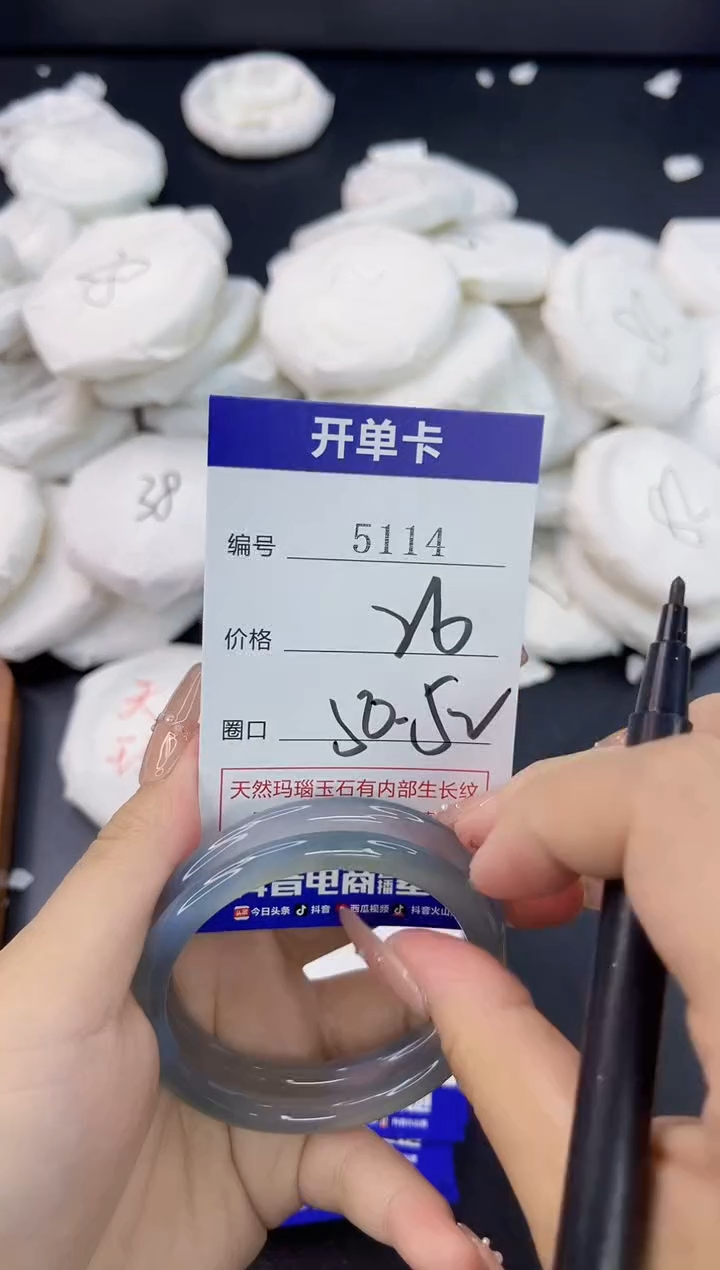 38
开单卡
编号 5114
价格 26
圈口 50-52
天然玛瑙玉石有内部生长纹
抖音电商
今日头条 抖音 西瓜视频 抖音火山